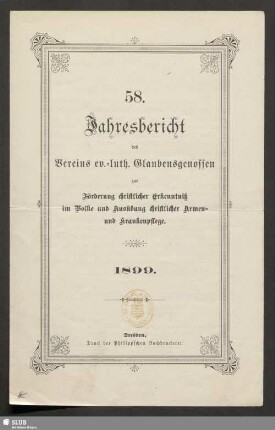 58.
Jahresbericht
des
Vereins ev.-luth. Glaubensgenossen
zur
Förderung christlicher Erkenntniß
im Volke und Ausübung christlicher Armen-
und Krankenpflege.
1899.
Dresden,
Druck der Philippschen Buchdruckerei.
SLUB